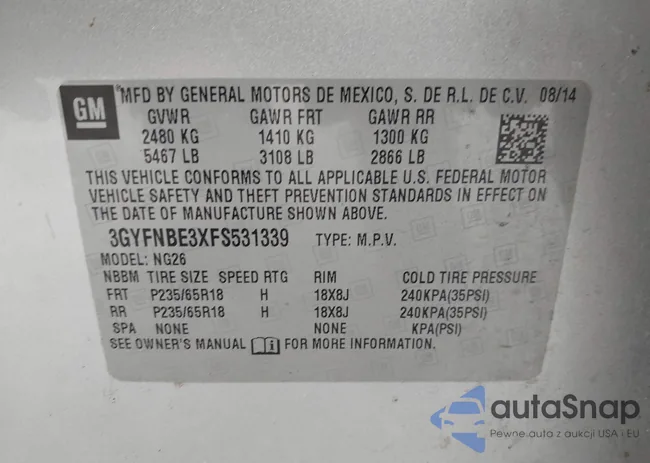 GM
MFD BY GENERAL MOTORS DE MEXICO, S. DE R.L. DE C.V. 08/14
GVWR GAWR FRT GAWR RR
2480 KG 1410 KG 1300 KG
5467 LB 3108 LB 2866 LB
THIS VEHICLE CONFORMS TO ALL APPLICABLE U.S. FEDERAL MOTOR
VEHICLE SAFETY AND THEFT PREVENTION STANDARDS IN EFFECT ON
THE DATE OF MANUFACTURE SHOWN ABOVE.
3GYFNBE3XFS531339 TYPE: M.P.V.
MODEL: NG26
NBBM TIRE SIZE SPEED RTG RIM COLD TIRE PRESSURE
FRT P235/65R18 H 18X8J 240KPA(35PSI)
RR P235/65R18 H 18X8J 240KPA(35PSI)
SPA NONE NONE KPA(PSI)
SEE OWNER'S MANUAL FOR MORE INFORMATION.
autaSnap
Pewne auta z aukcji USA i EU